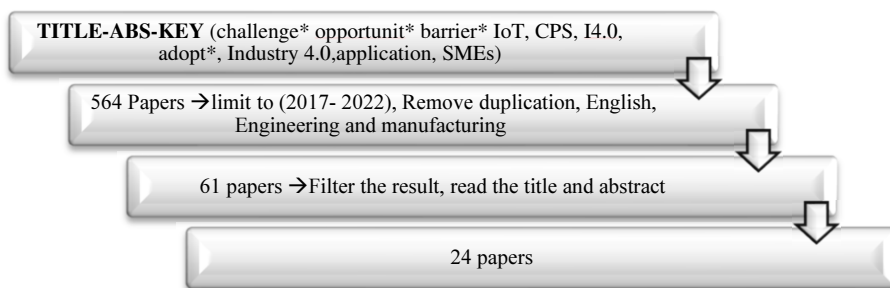 TITLE-ABS-KEY (challenge* opportunit* barrier* IoT, CPS, I4.0,
adopt*, Industry 4.0,application, SMEs)
564 Papers →limit to (2017- 2022), Remove duplication, English,
Engineering and manufacturing
61 papers →Filter the result, read the title and abstract
24 papers